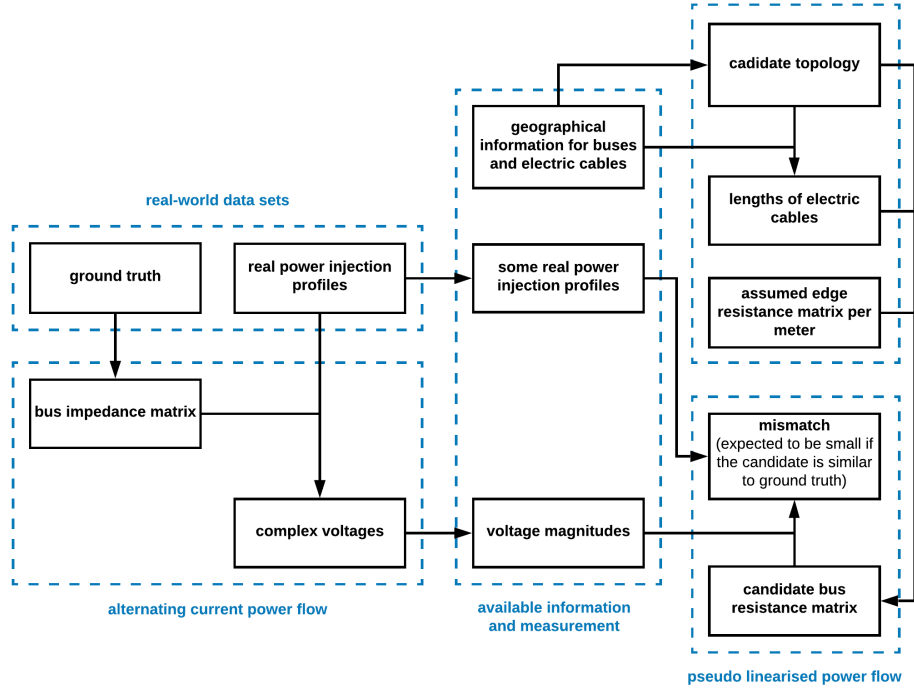 cadidate topology
geographical
information for buses
and electric cables
lengths of electric
cables
real-world data sets
ground truth
real power injection
profiles
some real power
injection profiles
assumed edge
resistance matrix per
meter
bus impedance matrix
mismatch
(expected to be small if
the candidate is similar
to ground truth)
complex voltages
voltage magnitudes
candidate bus
resistance matrix
alternating current power flow
available information
and measurement
pseudo linearised power flow